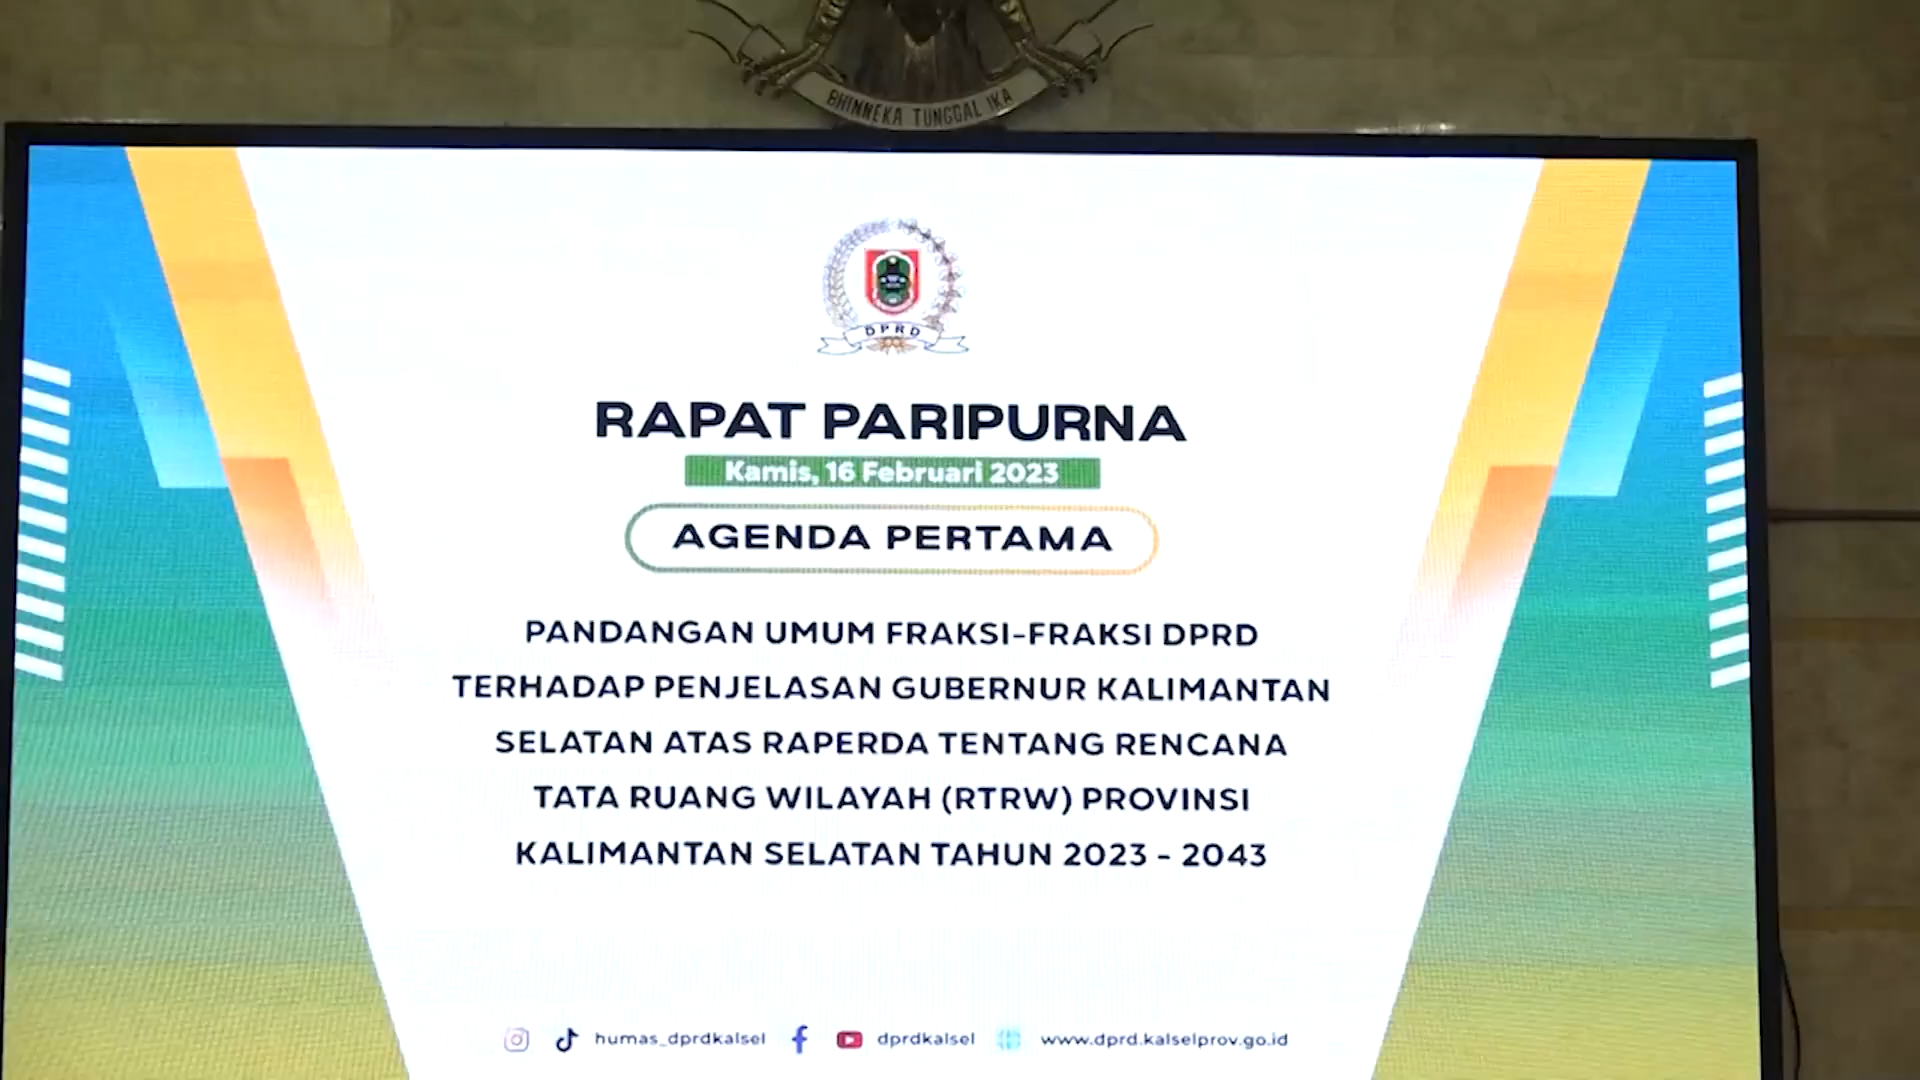 BHINNEKA TUNGGAL IKA
DPRD
RAPAT PARIPURNA
Kamis, 16 Februari 2023
AGENDA PERTAMA
PANDANGAN UMUM FRAKSI-FRAKSI DPRD
TERHADAP PENJELASAN GUBERNUR KALIMANTAN
SELATAN ATAS RAPERDA TENTANG RENCANA
TATA RUANG WILAYAH (RTRW) PROVINSI
KALIMANTAN SELATAN TAHUN 2023 - 2043
humas_dprdkalsel dprdkalsel www.dprd.kalselprov.go.id